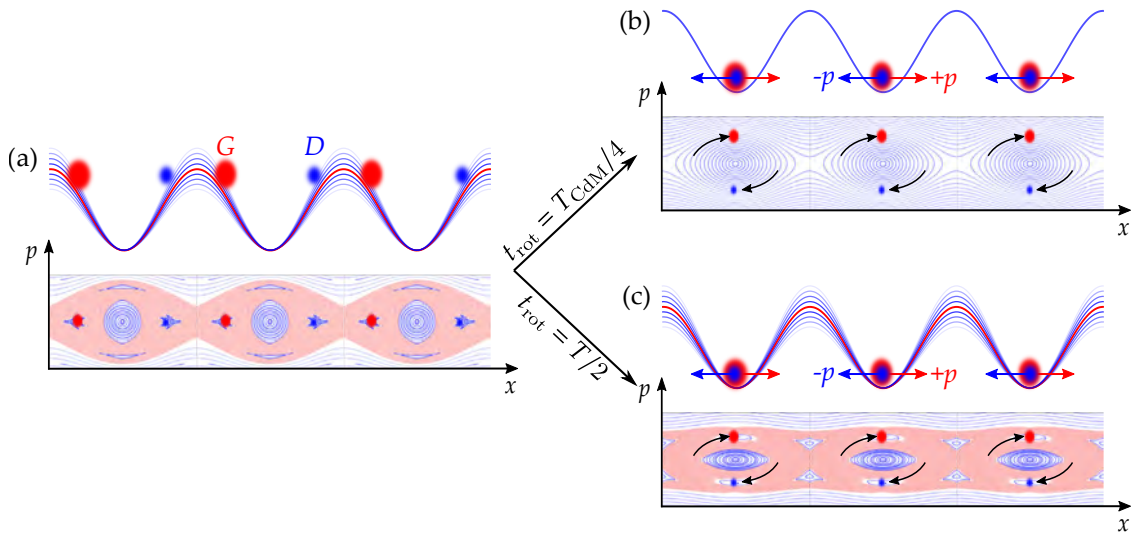 (a)
G
D
p
x
t_rot = T_CdM/4
t_rot = T/2
(b)
-p
+p
p
x
(c)
-p
+p
p
x